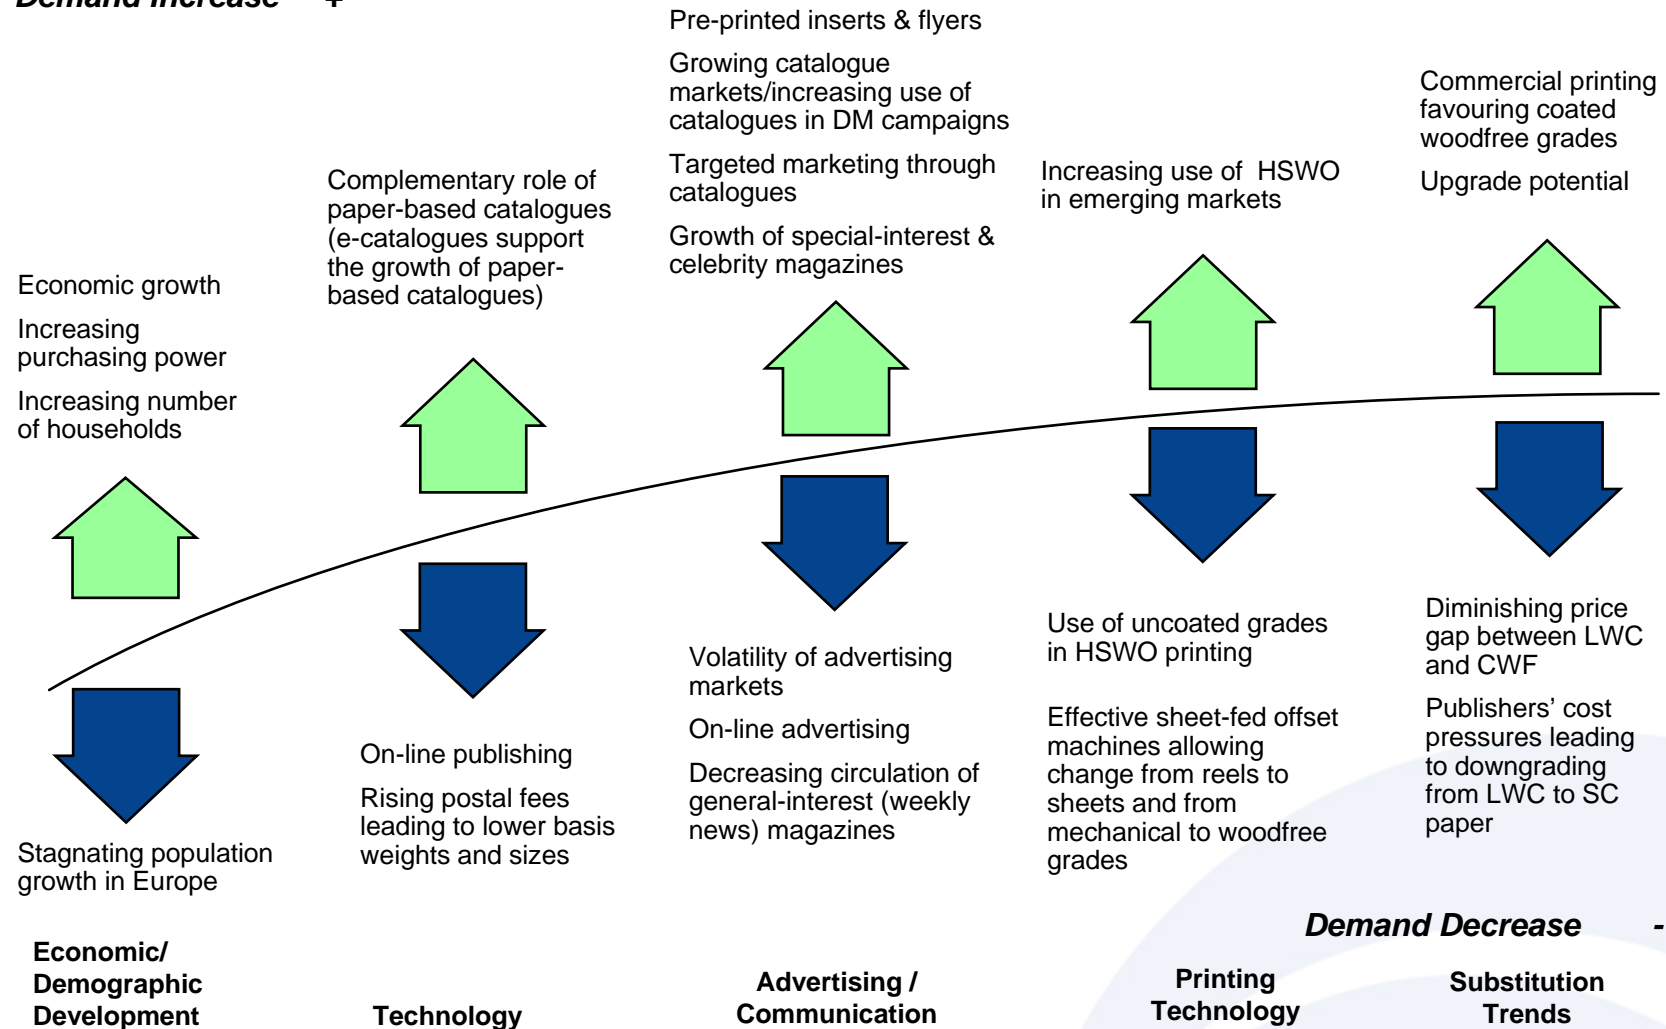 Demand Increase +
Economic growth
Increasing
purchasing power
Increasing number
of households
Complementary role of
paper-based catalogues
(e-catalogues support
the growth of paper-
based catalogues)
Pre-printed inserts & flyers
Growing catalogue
markets/increasing use of
catalogues in DM campaigns
Targeted marketing through
catalogues
Growth of special-interest &
celebrity magazines
Increasing use of HSWO
in emerging markets
Commercial printing
favouring coated
woodfree grades
Upgrade potential
Stagnating population
growth in Europe
On-line publishing
Rising postal fees
leading to lower basis
weights and sizes
Volatility of advertising
markets
On-line advertising
Decreasing circulation of
general-interest (weekly
news) magazines
Use of uncoated grades
in HSWO printing
Effective sheet-fed offset
machines allowing
change from reels to
sheets and from
mechanical to woodfree
grades
Diminishing price
gap between LWC
and CWF
Publishers’ cost
pressures leading
to downgrading
from LWC to SC
paper
Demand Decrease -
Economic/
Demographic
Development
Technology
Advertising /
Communication
Printing
Technology
Substitution
Trends